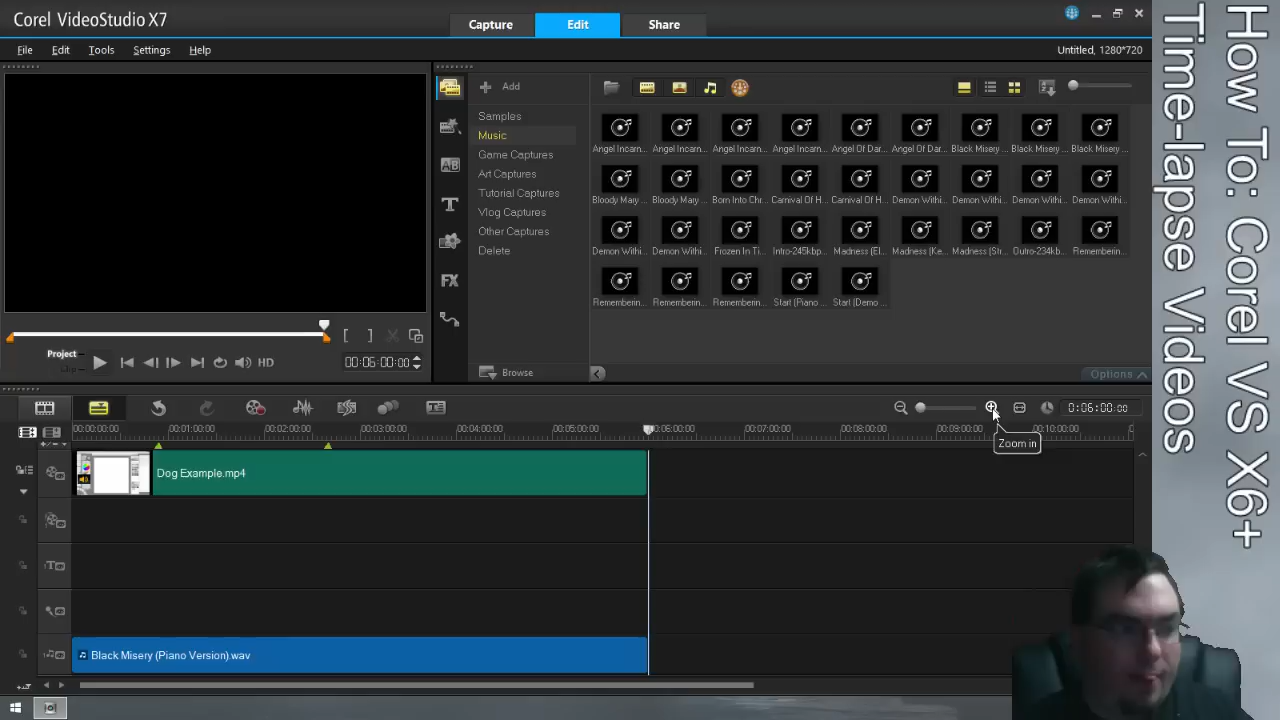 Corel VideoStudio X7
Capture
Edit
Share
File
Edit
Tools
Settings
Help
Untitled, 1280*720
Add
Samples
Music
Game Captures
Art Captures
Tutorial Captures
Vlog Captures
Other Captures
Delete
Angel Incarn...
Angel Incarn...
Angel Incarn...
Angel Incarn...
Angel Of Dar...
Angel Of Dar...
Black Misery ...
Black Misery ...
Black Misery ...
Bloody Mary ...
Bloody Mary ...
Born Into Chr...
Carnival Of H...
Carnival Of H...
Demon Withi...
Demon Withi...
Demon Withi...
Demon Withi...
Demon Withi...
Demon Withi...
Frozen In Ti...
Intro-245kbp...
Madness (El...
Madness (Ke...
Madness (Str...
Outro-234kb...
Rememberin...
Rememberin...
Rememberin...
Rememberin...
Start (Piano ...
Start (Demo ...
Browse
Options
Project
Clip
HD
00:06:00:00
0:06:00:00
Zoom in
00:00:00:00
00:01:00:00
00:02:00:00
00:03:00:00
00:04:00:00
00:05:00:00
00:06:00:00
00:07:00:00
00:08:00:00
00:09:00:00
00:10:00:00
Dog Example.mp4
Black Misery (Piano Version).wav
How To: Corel VS X6+
Time-lapse Videos